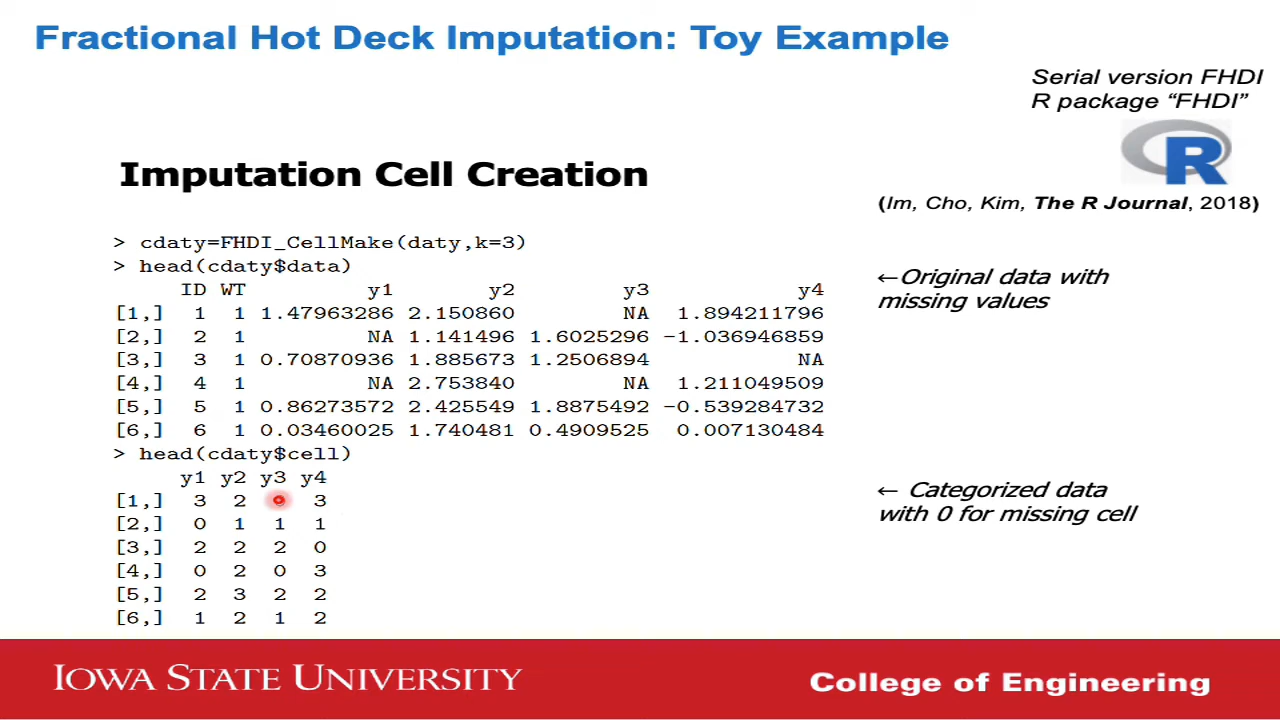 Fractional Hot Deck Imputation: Toy Example
Serial version FHDI
R package “FHDI”
R
Imputation Cell Creation
(Im, Cho, Kim, The R Journal, 2018)
> cdaty=FHDI_CellMake(daty,k=3)
> head(cdaty$data)
ID WT y1 y2 y3 y4
[1,] 1 1 1.47963286 2.150860 NA 1.894211796
[2,] 2 1 NA 1.141496 1.6025296 −1.036946859
[3,] 3 1 0.70870936 1.885673 1.2506894 NA
[4,] 4 1 NA 2.753840 NA 1.211049509
[5,] 5 1 0.86273572 2.425549 1.8875492 −0.539284732
[6,] 6 1 0.03460025 1.740481 0.4909525 0.007130484
←Original data with
missing values
> head(cdaty$cell)
y1 y2 y3 y4
[1,] 3 2 3
[2,] 0 1 1 1
[3,] 2 2 2 0
[4,] 0 2 0 3
[5,] 2 3 2 2
[6,] 1 2 1 2
← Categorized data
with 0 for missing cell
IOWA STATE UNIVERSITY
College of Engineering